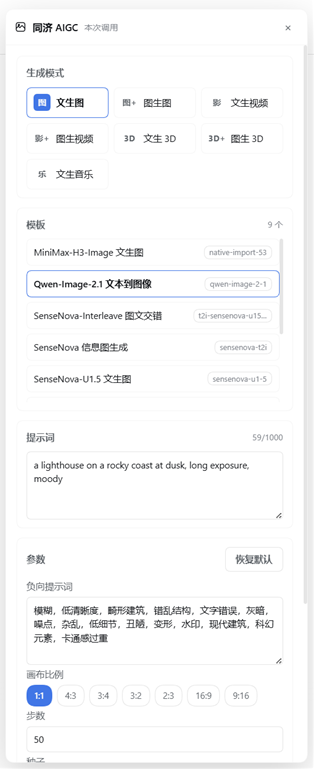 同济 AIGC 本次调用
生成模式
图 文生图 图+ 图生图 影 文生视频
影+ 图生视频 3D 文生 3D 3D+ 图生 3D
乐 文生音乐
模板 9 个
MiniMax-H3-Image 文生图 native-import-53
Qwen-Image-2.1 文本到图像 qwen-image-2-1
SenseNova-Interleave 图文交错 t2i-sensenova-u15...
SenseNova 信息图生成 sensenova-t2i
SenseNova-U1.5 文生图 sensenova-u1-5
提示词 59/1000
a lighthouse on a rocky coast at dusk, long exposure,
moody
参数 恢复默认
负向提示词
模糊，低清晰度，畸形建筑，错乱结构，文字错误，灰暗，
噪点，杂乱，低细节，丑陋，变形，水印，现代建筑，科幻
元素，卡通感过重
画布比例
1:1 4:3 3:4 3:2 2:3 16:9 9:16
步数
50
种子